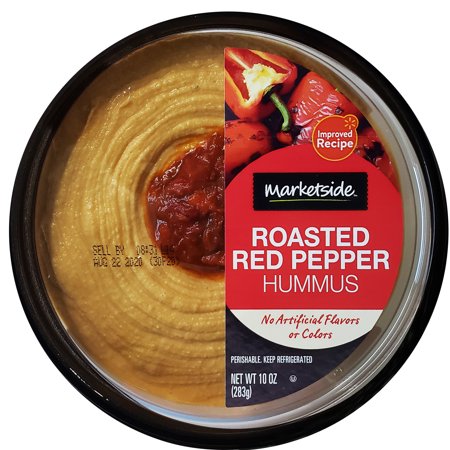 Improved
Recipe
Marketside.
ROASTED
RED PEPPER
HUMMUS
No Artificial Flavors
or Colors
PERISHABLE. KEEP REFRIGERATED
NET WT 10 OZ
(283g)
SELL BY
AUG 22 2020